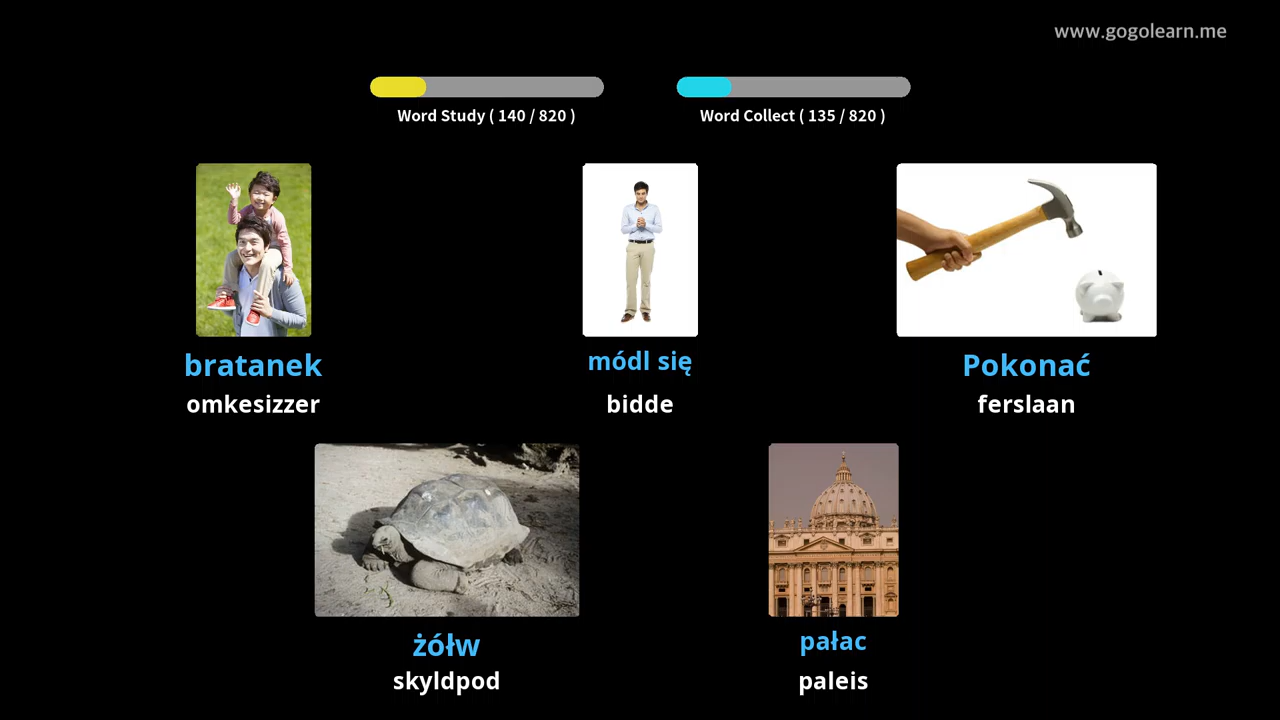 www.gogolearn.me
Word Study ( 140 / 820 )
Word Collect ( 135 / 820 )
bratanek
omkesizzer
módl się
bidde
Pokonać
ferslaan
żółw
skyldpod
pałac
paleis